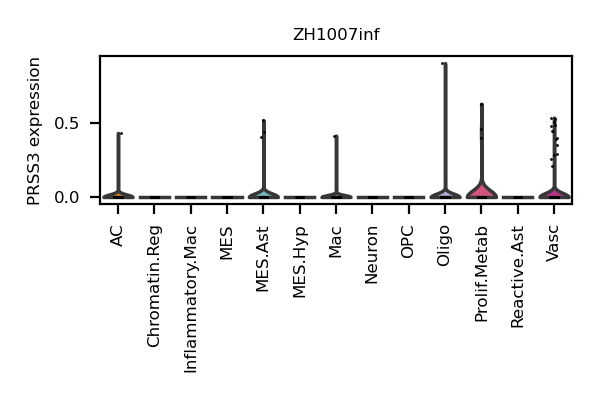 ZH1007inf
PRSS3 expression
0.5
0.0
AC
Chromatin.Reg
Inflammatory.Mac
MES
MES.Ast
MES.Hyp
Mac
Neuron
OPC
Oligo
Prolif.Metab
Reactive.Ast
Vasc